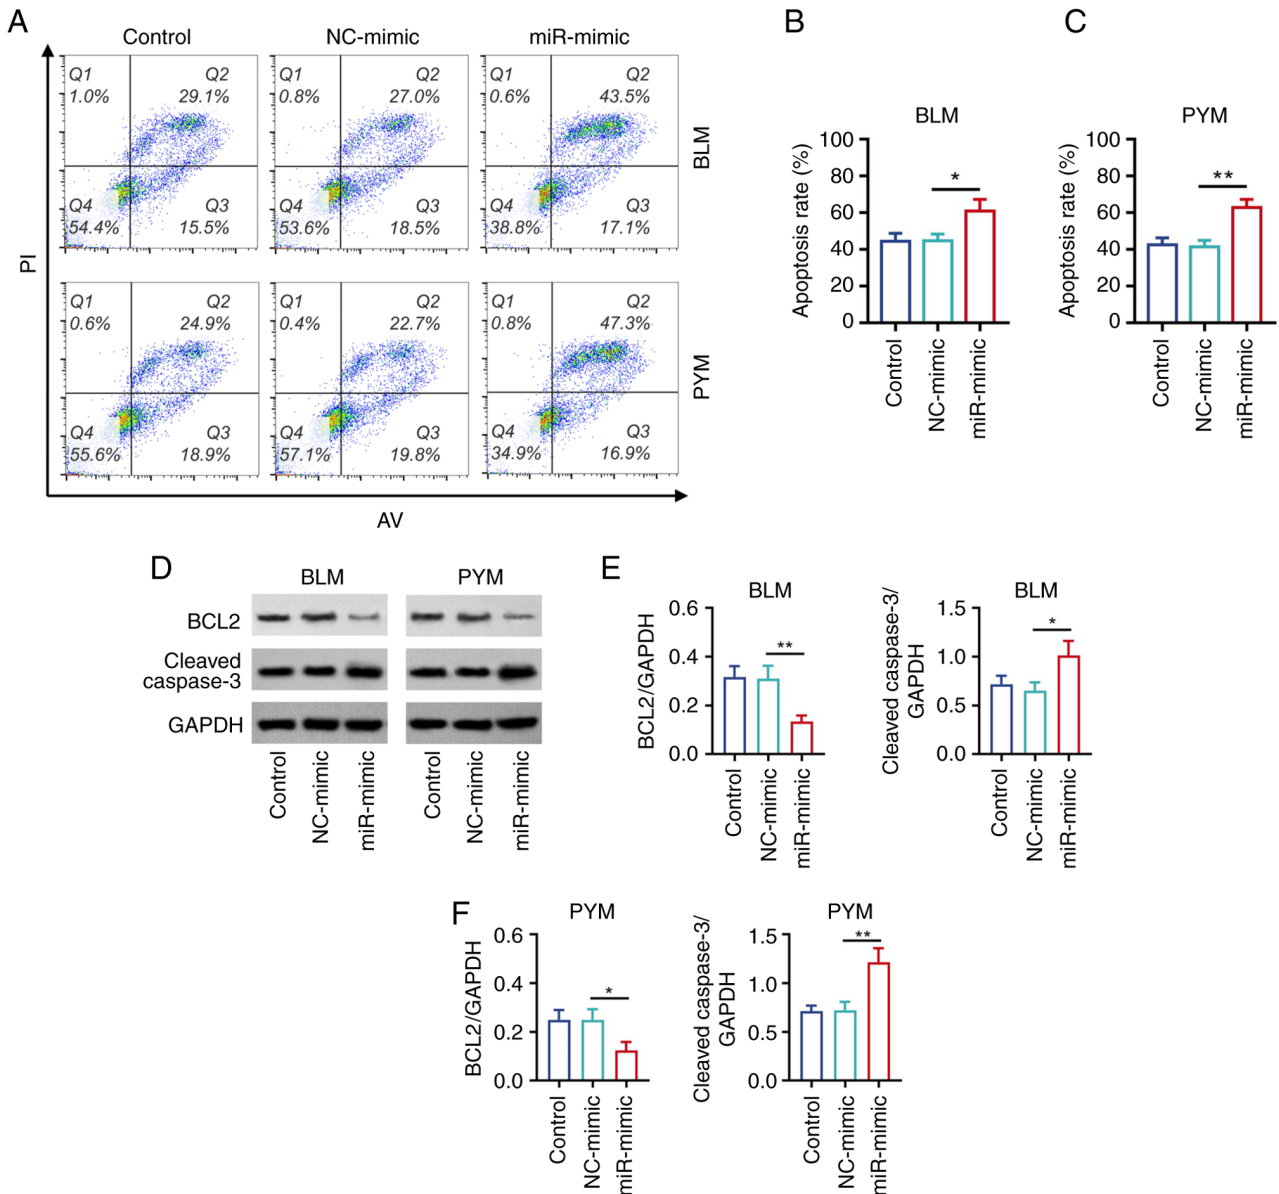 A
Control
NC-mimic
miR-mimic
Q1
1.0%
Q2
29.1%
Q4
54.4%
Q3
15.5%
Q1
0.8%
Q2
27.0%
Q4
53.6%
Q3
18.5%
Q1
0.6%
Q2
43.5%
Q4
38.8%
Q3
17.1%
BLM
Q1
0.6%
Q2
24.9%
Q4
55.6%
Q3
18.9%
Q1
0.4%
Q2
22.7%
Q4
57.1%
Q3
19.8%
Q1
0.8%
Q2
47.3%
Q4
34.9%
Q3
16.9%
PYM
PI
AV
B
BLM
Apoptosis rate (%)
100
80
60
40
20
0
*
Control
NC-mimic
miR-mimic
C
PYM
Apoptosis rate (%)
100
80
60
40
20
0
**
Control
NC-mimic
miR-mimic
D
BLM
PYM
BCL2
Cleaved
caspase-3
GAPDH
Control
NC-mimic
miR-mimic
Control
NC-mimic
miR-mimic
E
BLM
BCL2/GAPDH
0.6
0.4
0.2
0.0
**
Control
NC-mimic
miR-mimic
BLM
Cleaved caspase-3/
GAPDH
1.5
1.0
0.5
0.0
*
Control
NC-mimic
miR-mimic
F
PYM
BCL2/GAPDH
0.6
0.4
0.2
0.0
*
Control
NC-mimic
miR-mimic
PYM
Cleaved caspase-3/
GAPDH
1.5
1.0
0.5
0.0
**
Control
NC-mimic
miR-mimic